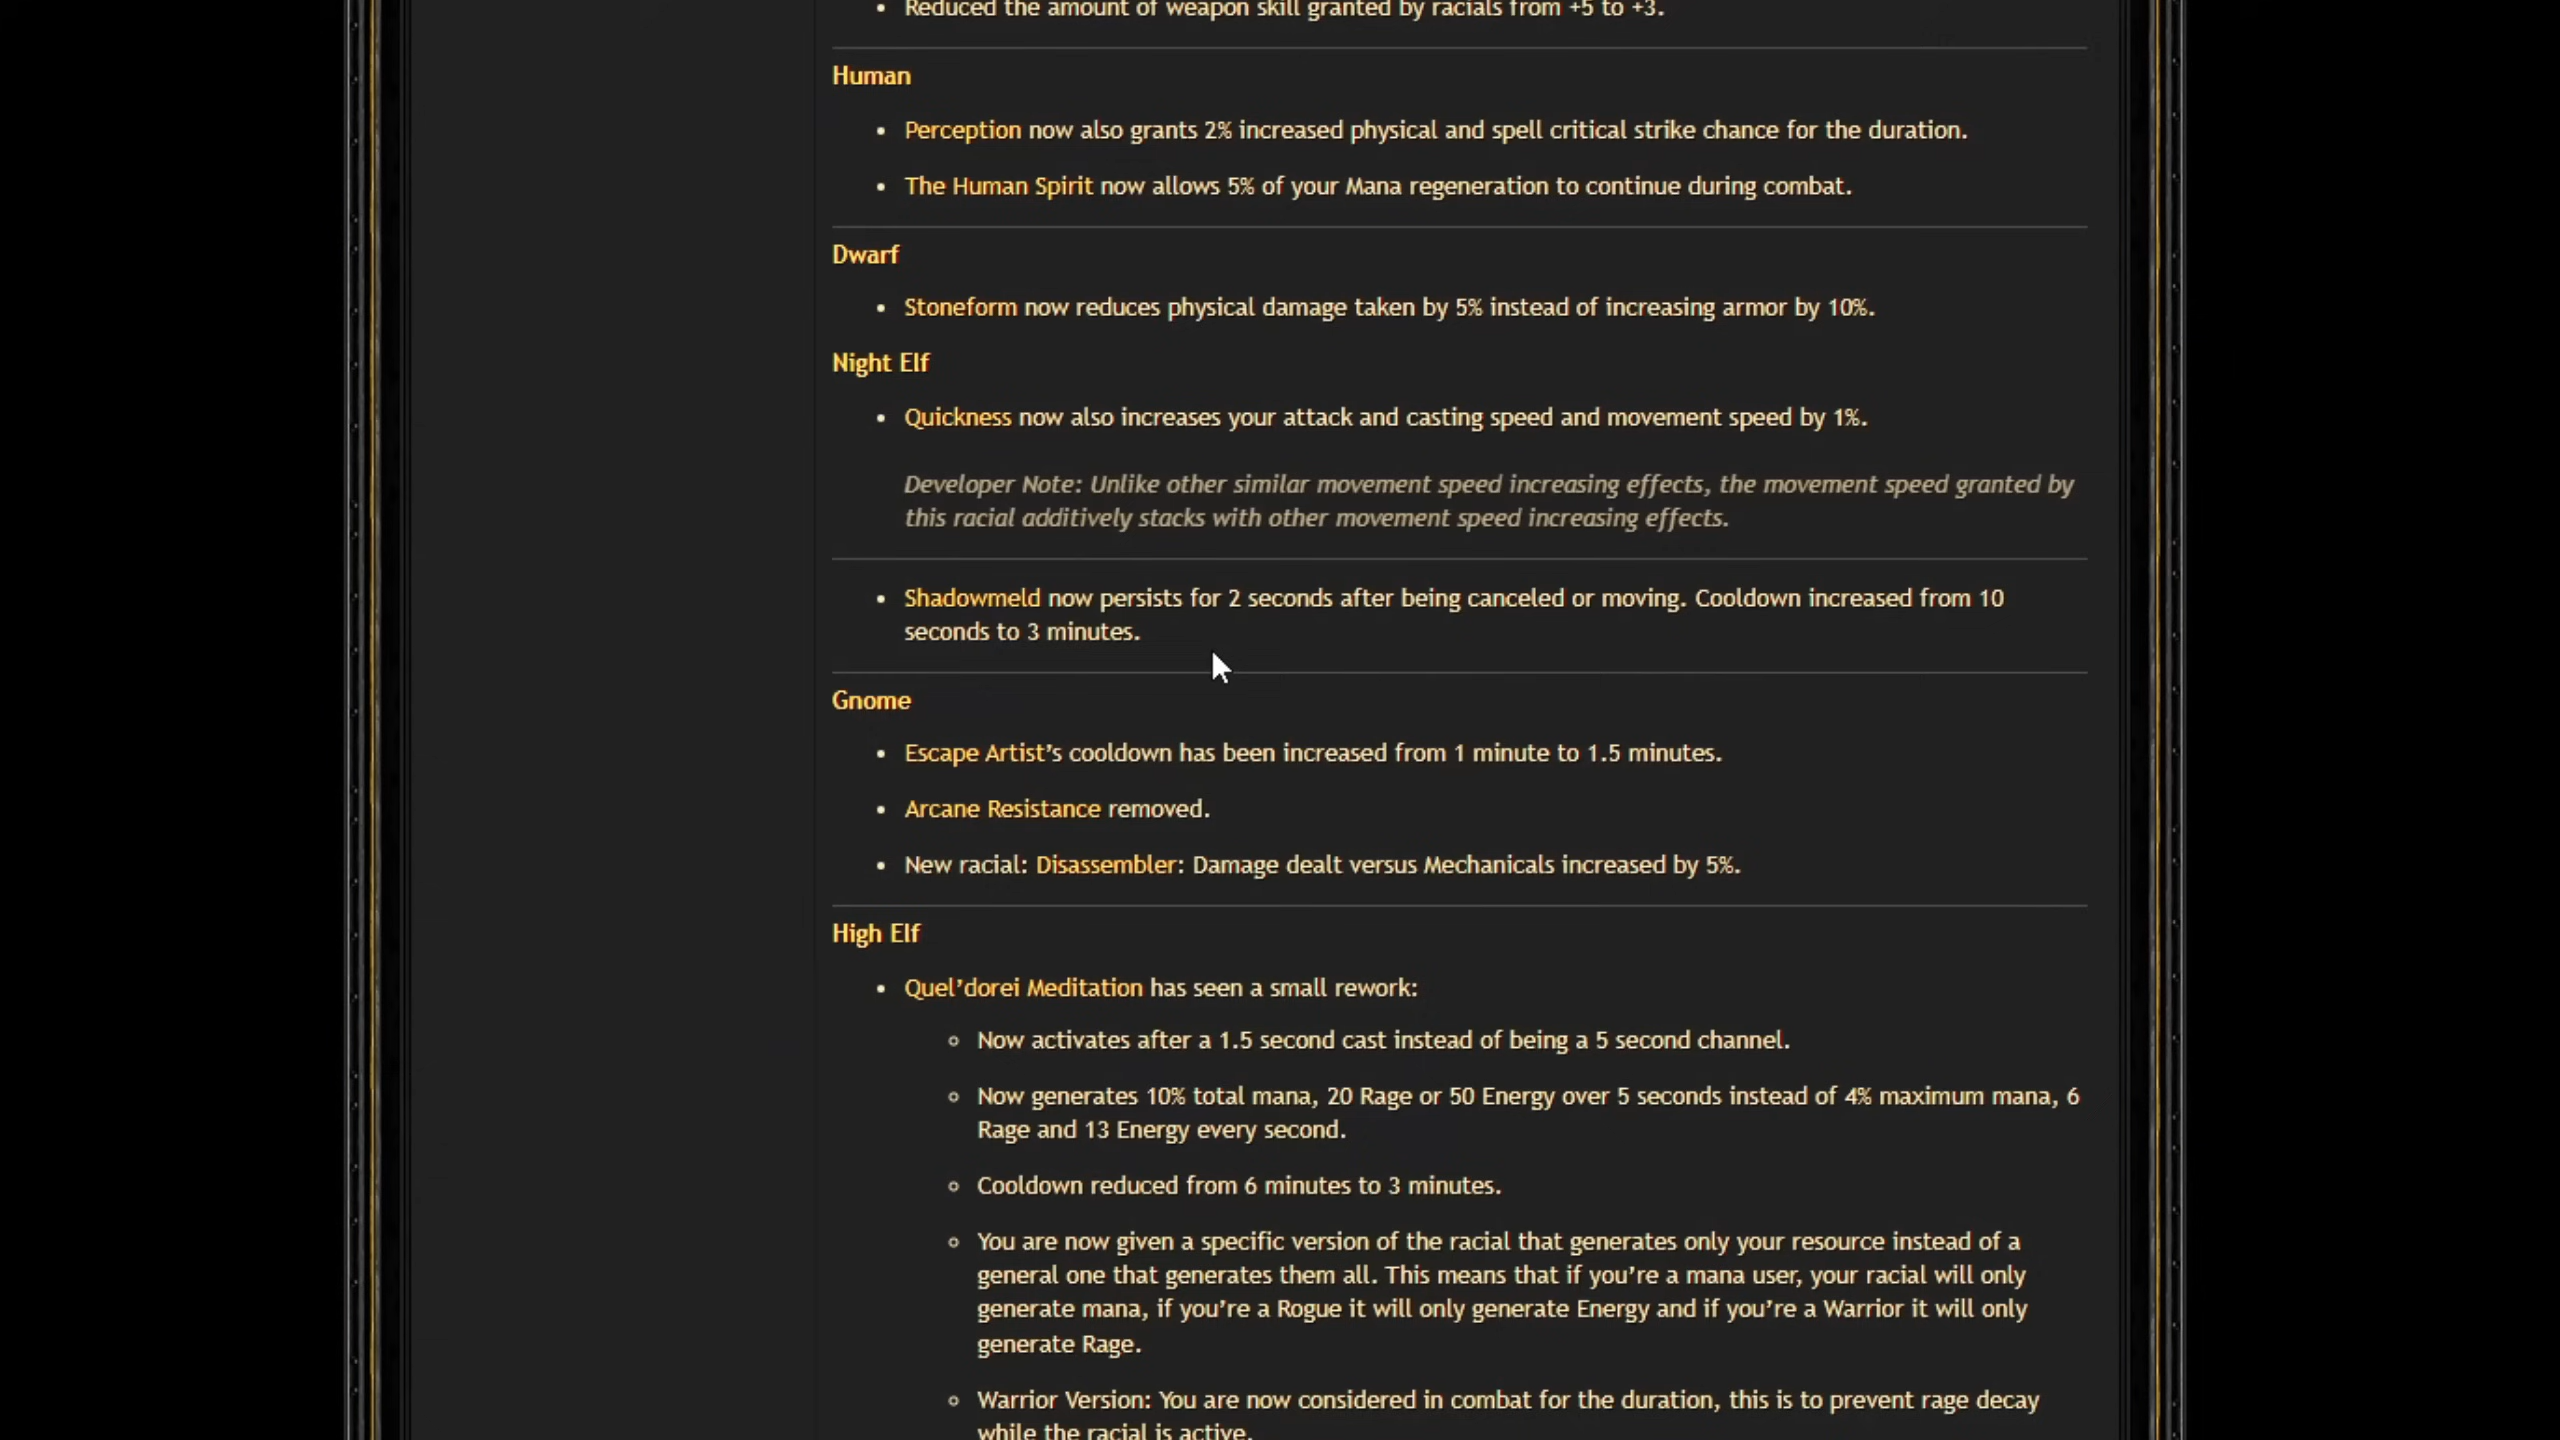 Reduced the amount of weapon skill granted by racials from +5 to +3.
Human
Perception now also grants 2% increased physical and spell critical strike chance for the duration.
The Human Spirit now allows 5% of your Mana regeneration to continue during combat.
Dwarf
Stoneform now reduces physical damage taken by 5% instead of increasing armor by 10%.
Night Elf
Quickness now also increases your attack and casting speed and movement speed by 1%.
Developer Note: Unlike other similar movement speed increasing effects, the movement speed granted by
this racial additively stacks with other movement speed increasing effects.
Shadowmeld now persists for 2 seconds after being canceled or moving. Cooldown increased from 10
seconds to 3 minutes.
Gnome
Escape Artist’s cooldown has been increased from 1 minute to 1.5 minutes.
Arcane Resistance removed.
New racial: Disassembler: Damage dealt versus Mechanicals increased by 5%.
High Elf
Quel’dorei Meditation has seen a small rework:
Now activates after a 1.5 second cast instead of being a 5 second channel.
Now generates 10% total mana, 20 Rage or 50 Energy over 5 seconds instead of 4% maximum mana, 6
Rage and 13 Energy every second.
Cooldown reduced from 6 minutes to 3 minutes.
You are now given a specific version of the racial that generates only your resource instead of a
general one that generates them all. This means that if you’re a mana user, your racial will only
generate mana, if you’re a Rogue it will only generate Energy and if you’re a Warrior it will only
generate Rage.
Warrior Version: You are now considered in combat for the duration, this is to prevent rage decay
while the racial is active.